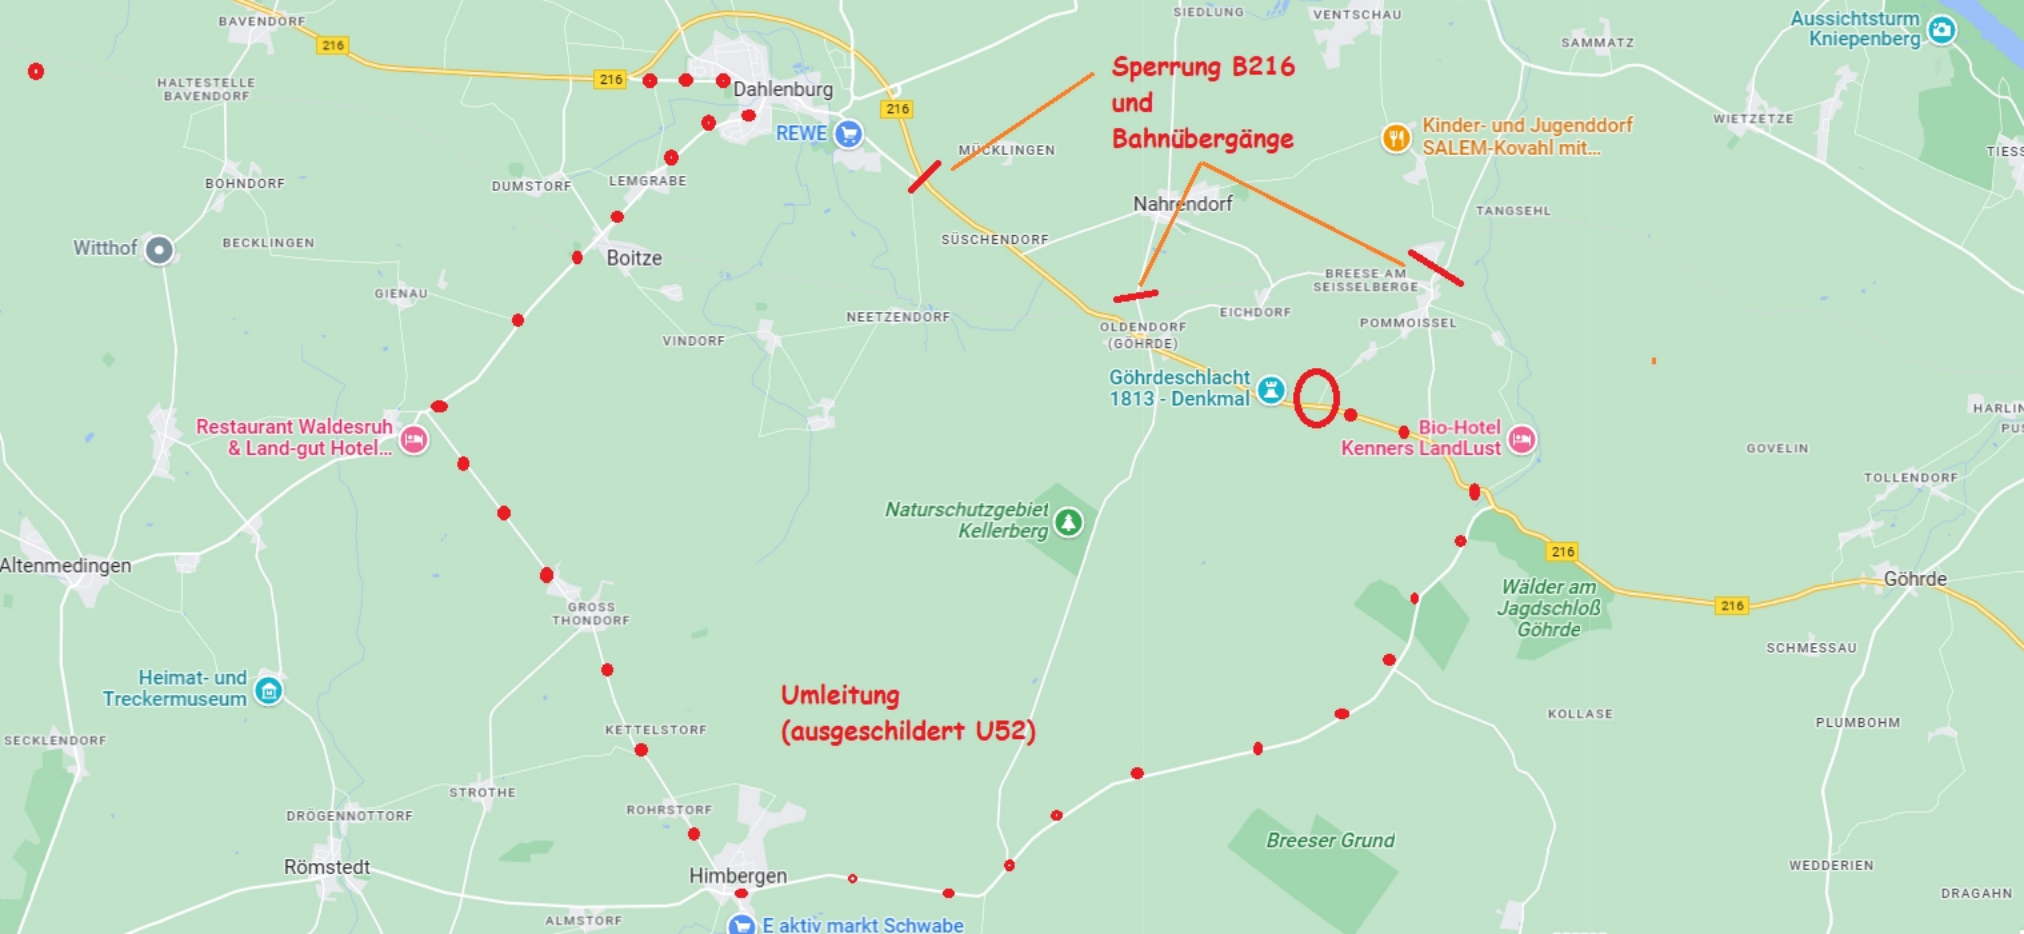 BAVENDORF
216
HALTESTELLE
BAVENDORF
216
Dahlenburg
REWE
216
MÜCKLINGEN
SIEDLUNG
VENTSCHAU
SAMMATZ
Aussichtsturm
Kniepenberg
Sperrung B216
und
Bahnübergänge
Kinder- und Jugenddorf
SALEM-Kovahl mit...
WIETZETZE
TIESS
BOHNDORF
DUMSTORF
LEMGRABE
Nahrendorf
TANGSEHL
Witthof
BECKLINGEN
Boitze
SÜSCHENDORF
GIENAU
BREESE AM
SEISSELBERGE
NEETZENDORF
EICHDORF
VINDORF
OLDENDORF
(GÖHRDE)
POMMOISSEL
Göhrdeschlacht
1813 - Denkmal
Restaurant Waldesruh
& Land-gut Hotel...
Bio-Hotel
Kenners LandLust
HARLIN
PUS
GOVELIN
TOLLENDORF
Naturschutzgebiet
Kellerberg
Altenmedingen
216
Göhrde
216
Wälder am
Jagdschloß
Göhrde
GROSS
THONDORF
SCHMESSAU
Heimat- und
Treckermuseum
Umleitung
(ausgeschildert U52)
KOLLASE
PLUMBOHM
SECKLENDORF
KETTELSTORF
STROTHE
ROHRSTORF
DRÖGENNOTTORF
Breeser Grund
Römstedt
Himbergen
WEDDERIEN
DRAGAHN
ALMSTORF
E aktiv markt Schwabe